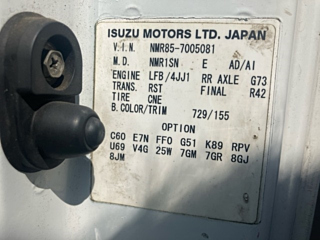 ISUZU MOTORS LTD. JAPAN
V.I.N. NMR85-7005081
M.D. NMR1SN E AD/AI
ENGINE LFB/4JJ1 RR AXLE G73
TRANS. RST FINAL R42
TIRE CNE
B.COLOR/TRIM 729/155
OPTION
C60 E7N FFO G51 K89 RPV
U69 V4G 25W 7GM 7GR 8GJ
8JM